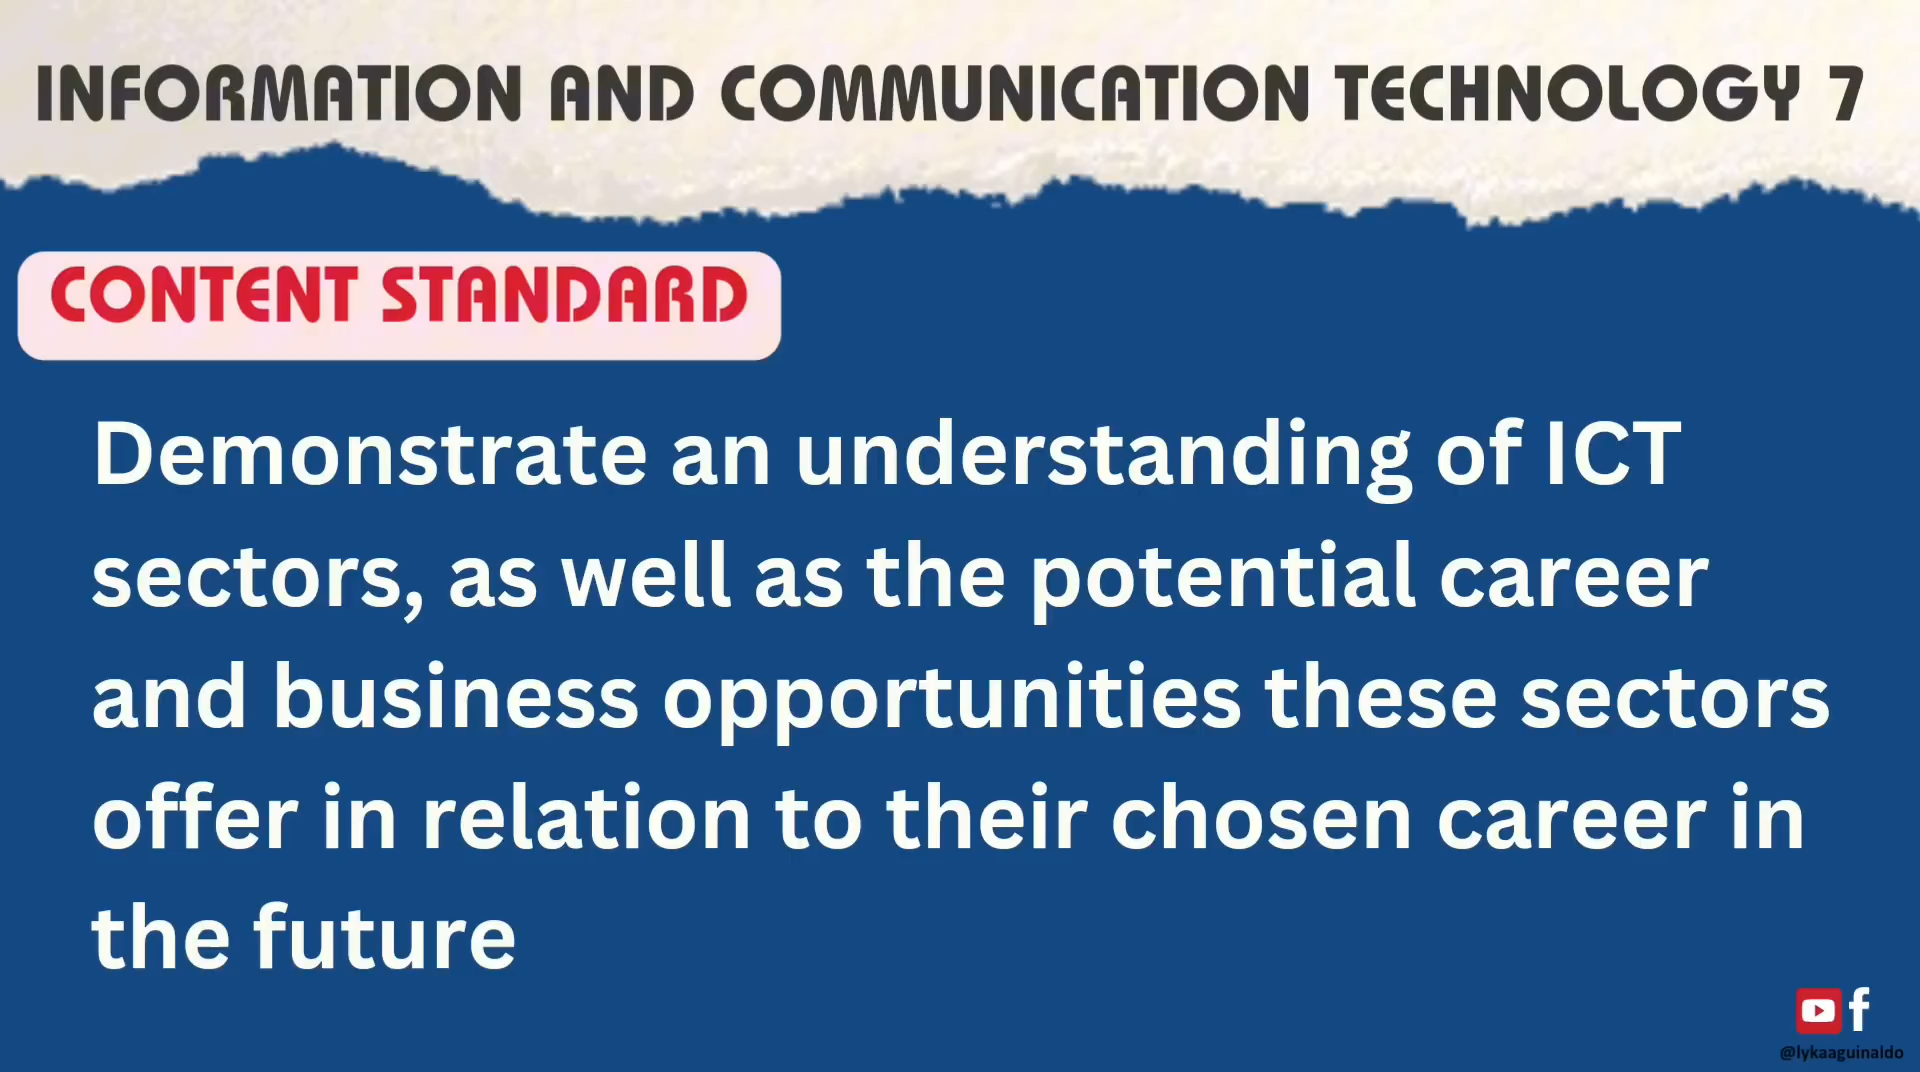 INFORMATION AND COMMUNICATION TECHNOLOGY 7
CONTENT STANDARD
Demonstrate an understanding of ICT
sectors, as well as the potential career
and business opportunities these sectors
offer in relation to their chosen career in
the future
@lykaaguinaldo